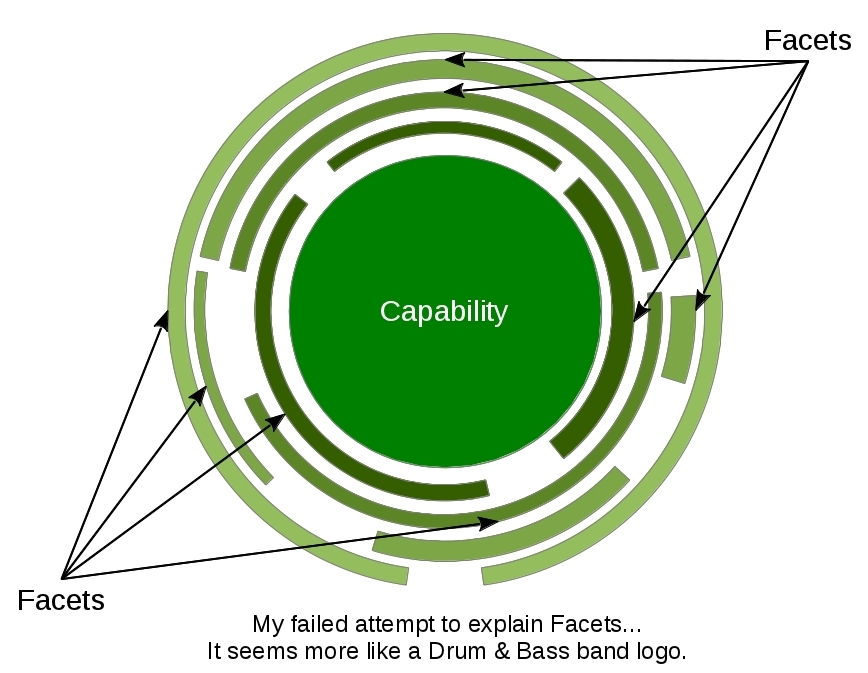 Facets
Capability
Facets
My failed attempt to explain Facets...
It seems more like a Drum & Bass band logo.